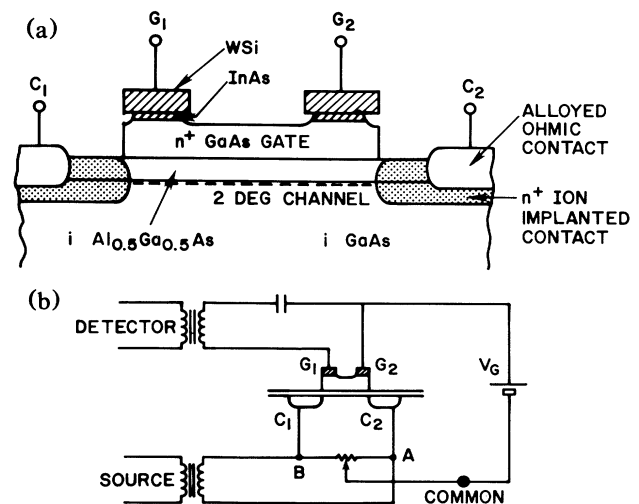 (a)
G1
G2
WSi
InAs
C1
C2
n+ GaAs GATE
ALLOYED
OHMIC
CONTACT
2 DEG CHANNEL
n+ ION
IMPLANTED
CONTACT
i Al0.5Ga0.5As
i GaAs
(b)
DETECTOR
G1
G2
VG
C1
C2
B
A
SOURCE
COMMON